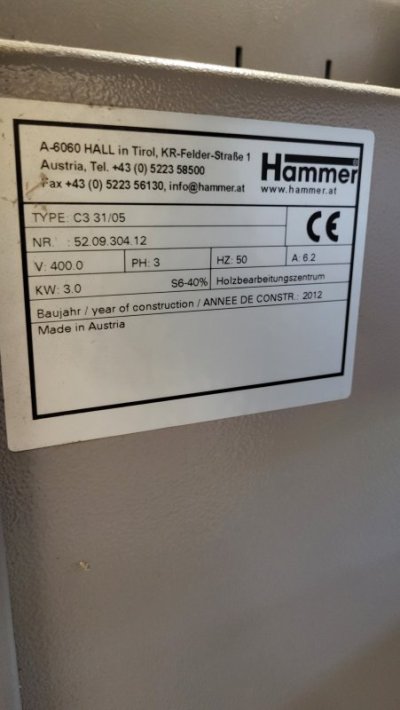 A-6060 HALL in Tirol, KR-Felder-Straße 1
Austria, Tel. +43 (0) 5223 58500
Fax +43 (0) 5223 56130, info@hammer.at
Hammer®
www.hammer.at
TYPE: C3 31/05
CE
NR.: 52.09.304.12
V: 400.0 PH: 3 HZ: 50 A: 6.2
KW: 3.0 S6-40% Holzbearbeitungszentrum
Baujahr / year of construction / ANNEE DE CONSTR.: 2012
Made in Austria